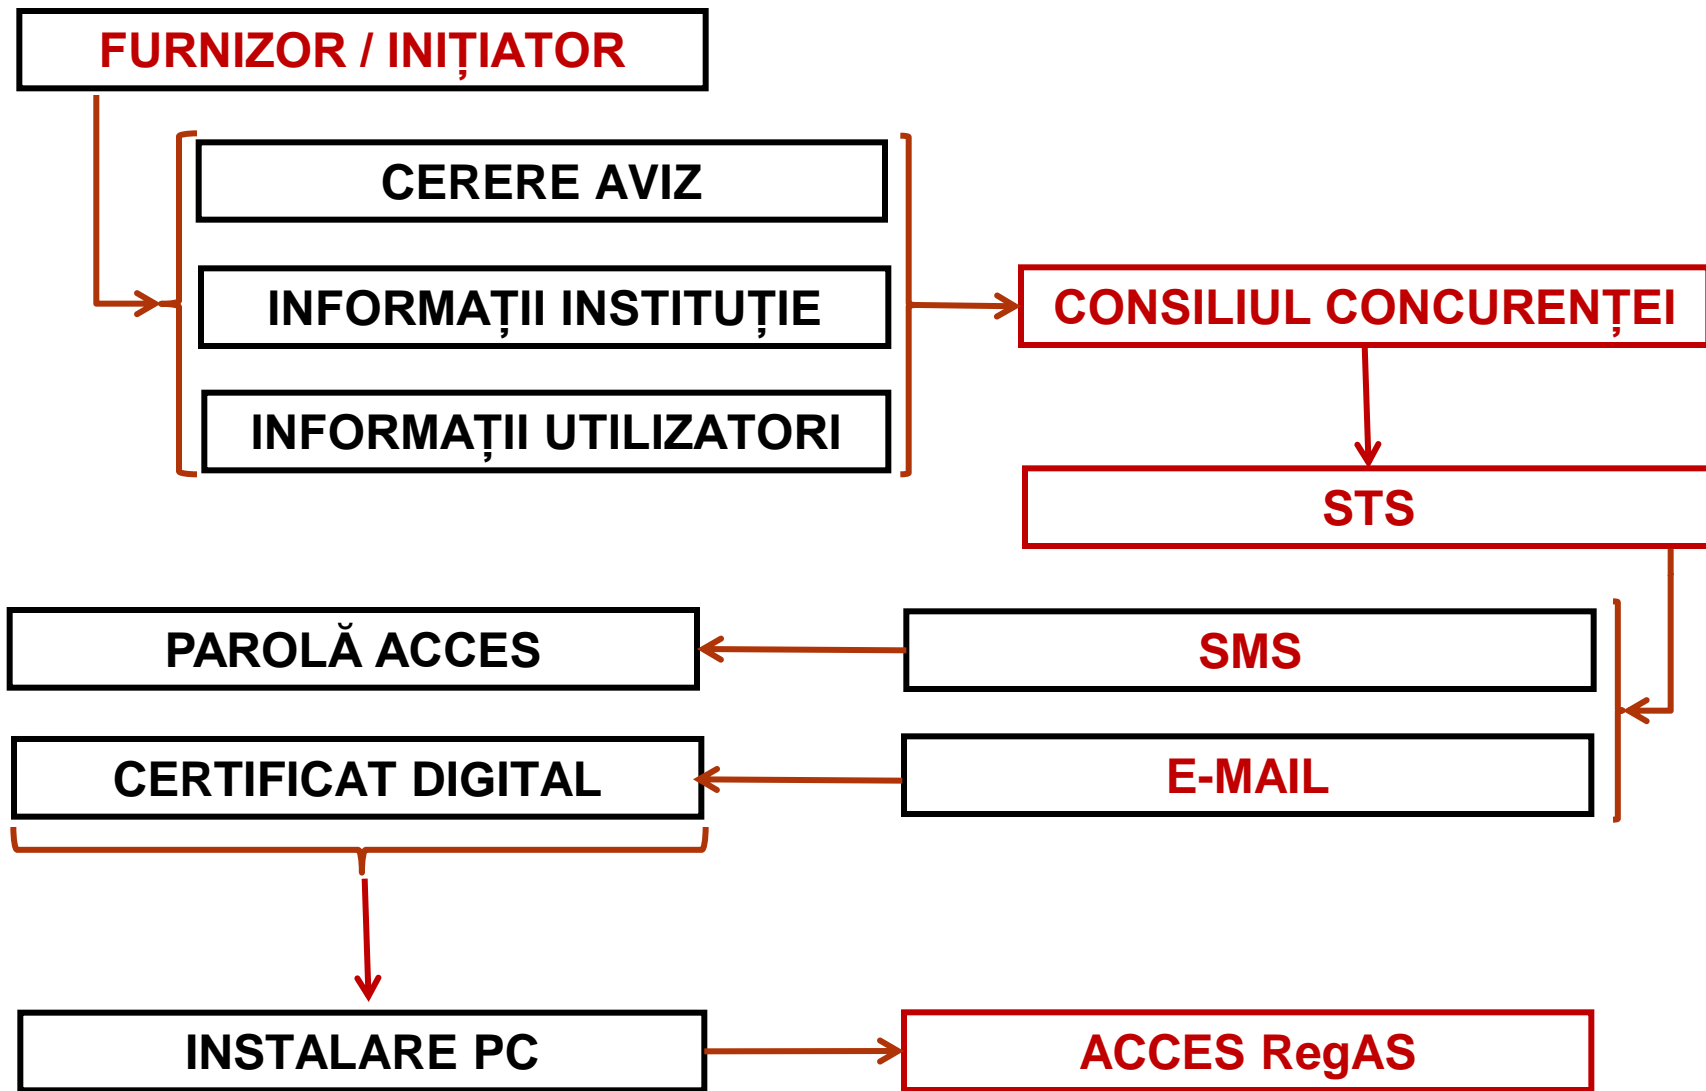 FURNIZOR / INIȚIATOR
CERERE AVIZ
INFORMAȚII INSTITUȚIE
INFORMAȚII UTILIZATORI
CONSILIUL CONCURENȚEI
STS
SMS
PAROLĂ ACCES
E-MAIL
CERTIFICAT DIGITAL
INSTALARE PC
ACCES RegAS